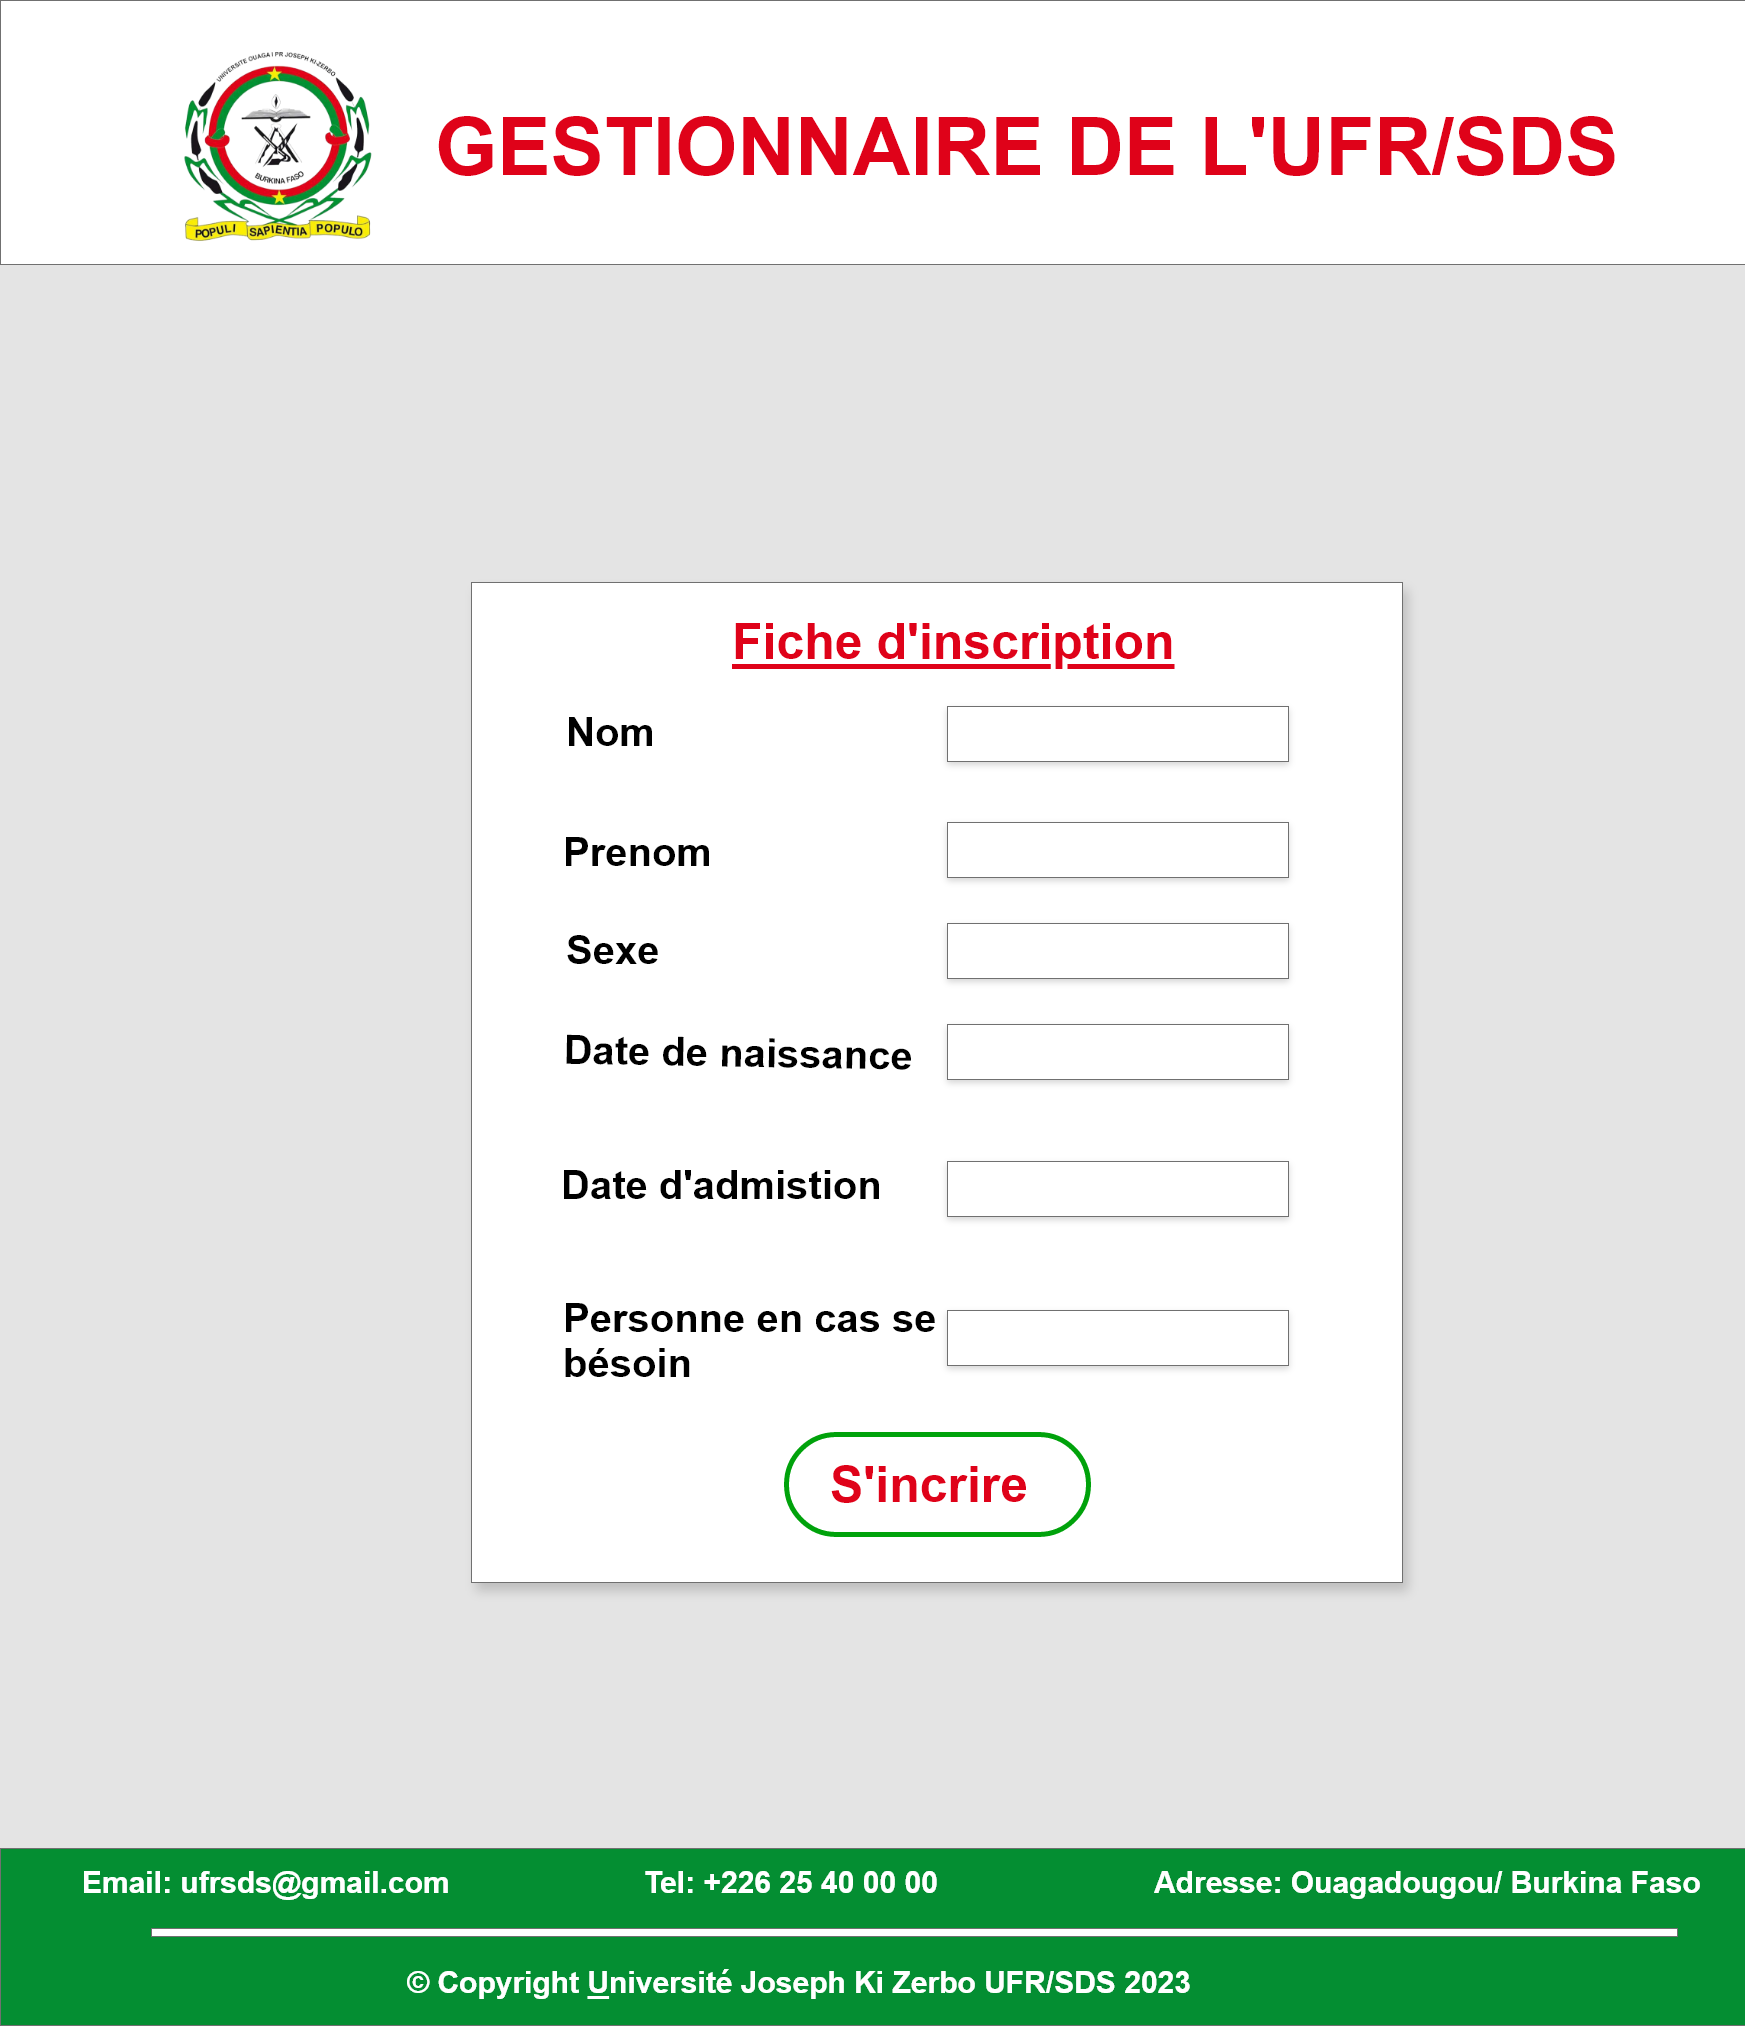 UNIVERSITE OUAGA I PR JOSEPH KI-ZERBO
BURKINA FASO
POPULI SAPIENTIA POPULO
GESTIONNAIRE DE L'UFR/SDS
Fiche d'inscription
Nom
Prenom
Sexe
Date de naissance
Date d'admistion
Personne en cas se
bésoin
S'incrire
Email: ufrsds@gmail.com Tel: +226 25 40 00 00 Adresse: Ouagadougou/ Burkina Faso
© Copyright Université Joseph Ki Zerbo UFR/SDS 2023